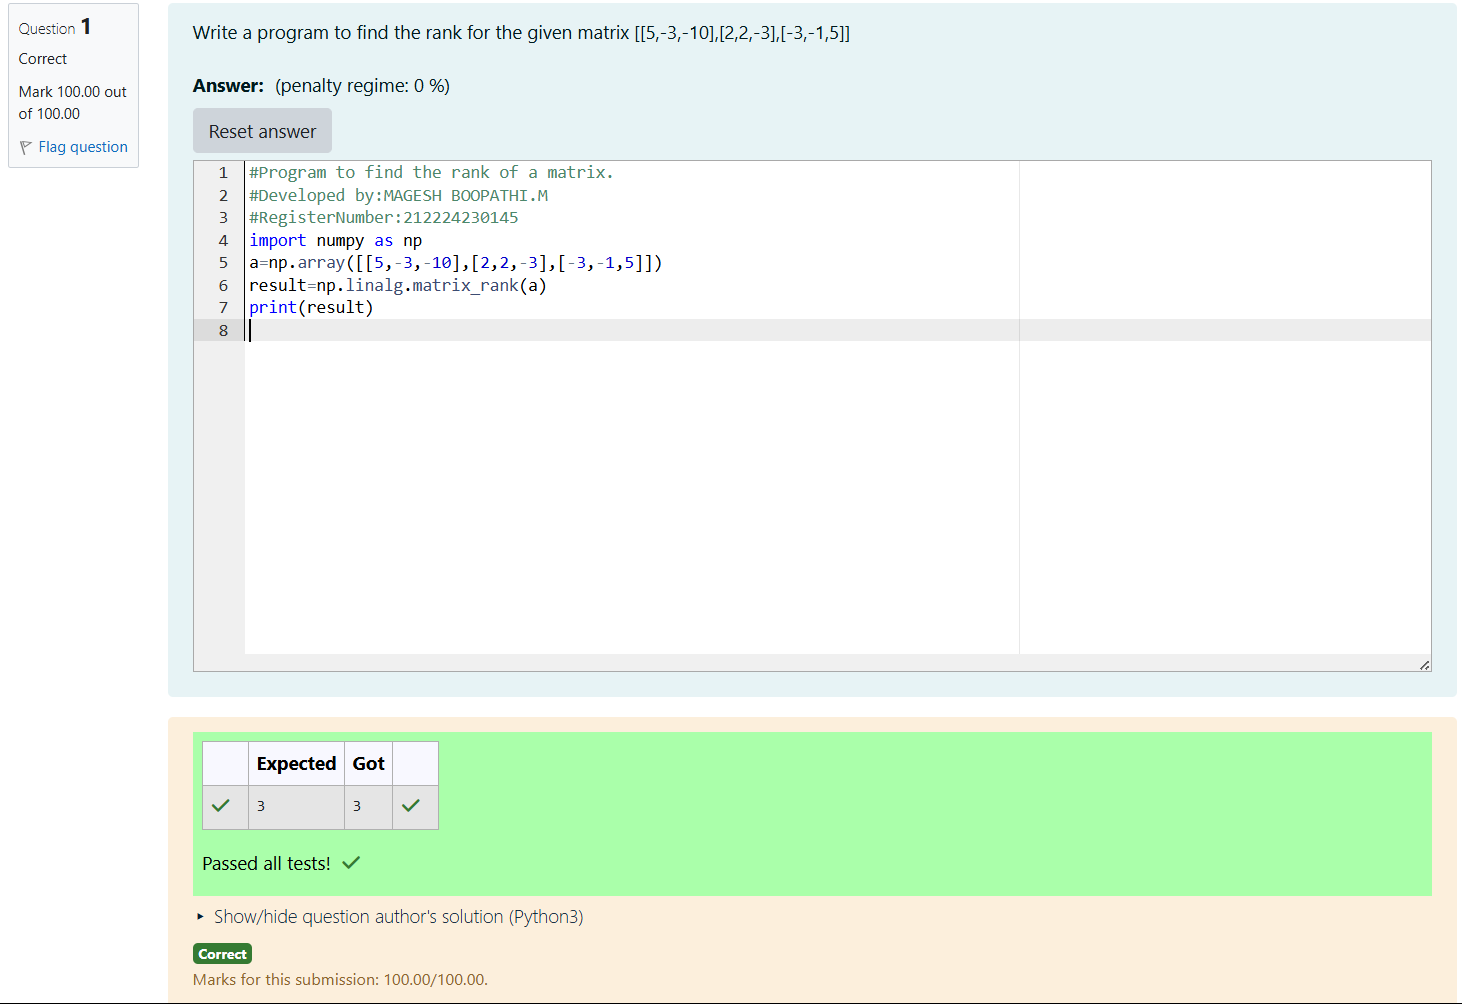 Question 1
Correct
Mark 100.00 out
of 100.00
Flag question
Write a program to find the rank for the given matrix [[5,-3,-10],[2,2,-3],[-3,-1,5]]
Answer: (penalty regime: 0 %)
Reset answer
1 #Program to find the rank of a matrix.
2 #Developed by:MAGESH BOOPATHI.M
3 #RegisterNumber:212224230145
4 import numpy as np
5 a=np.array([[5,-3,-10],[2,2,-3],[-3,-1,5]])
6 result=np.linalg.matrix_rank(a)
7 print(result)
8
Expected Got
3 3
Passed all tests!
Show/hide question author's solution (Python3)
Correct
Marks for this submission: 100.00/100.00.